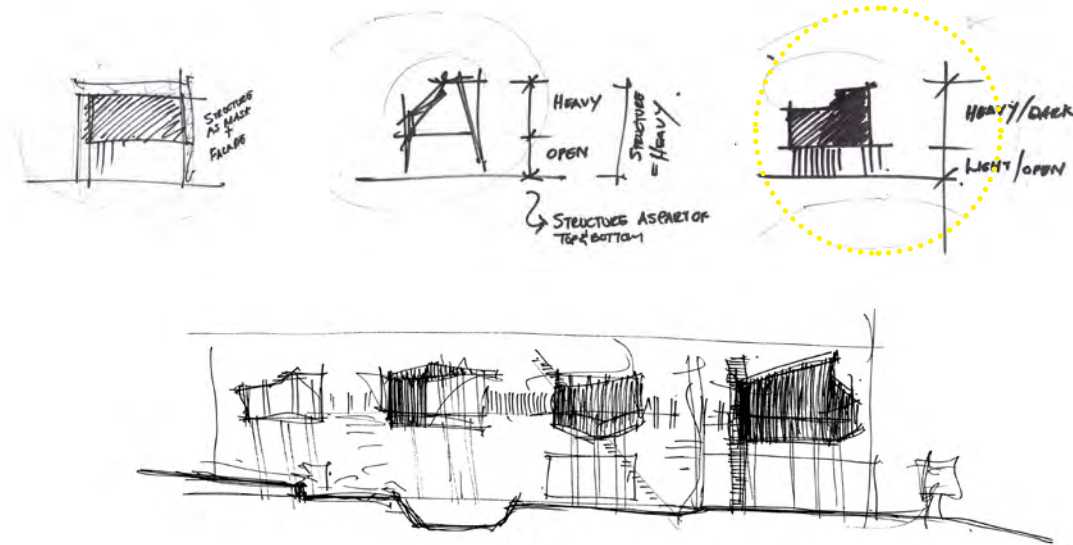 STRUCTURE
AS MASK
+
FACADE
HEAVY
OPEN
STRUCTURE
= HEAVY
STRUCTURE AS PART OF
TOP & BOTTOM
HEAVY/DARK
LIGHT/OPEN